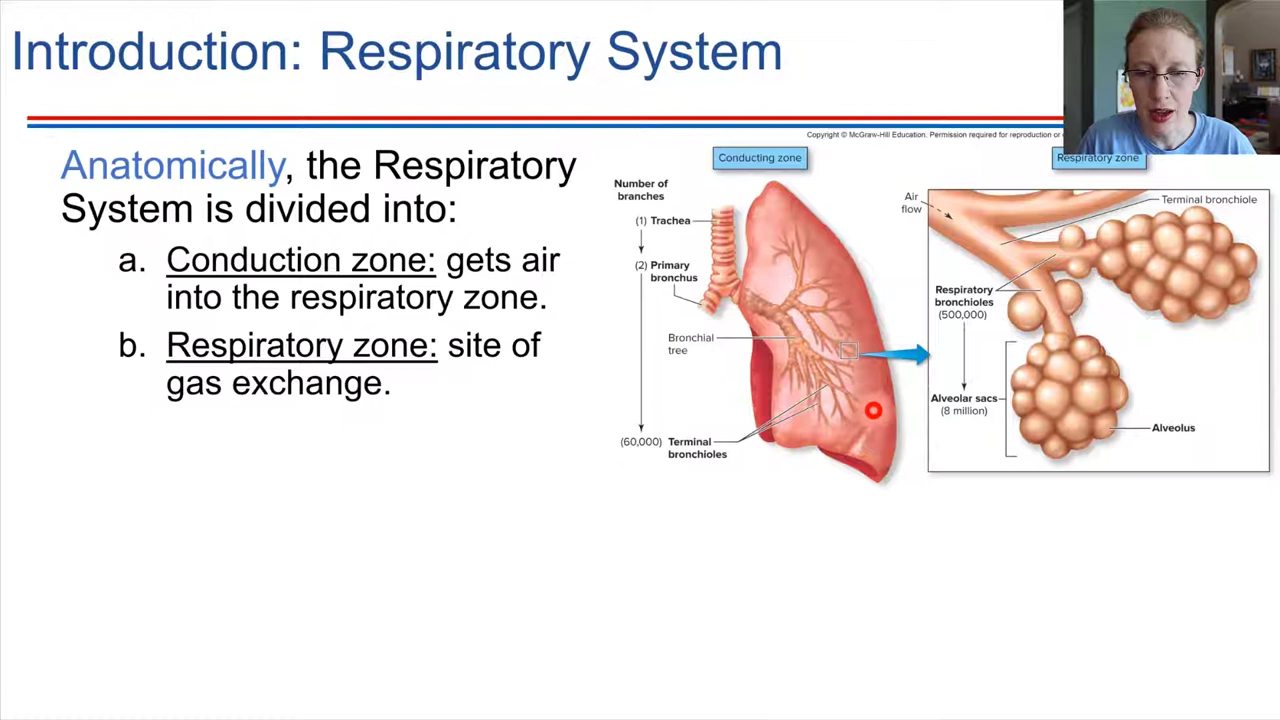 Introduction: Respiratory System
Anatomically, the Respiratory
System is divided into:
a. Conduction zone: gets air
into the respiratory zone.
b. Respiratory zone: site of
gas exchange.
Copyright © McGraw-Hill Education. Permission required for reproduction or
Conducting zone
Number of
branches
(1) Trachea
(2) Primary
bronchus
Bronchial
tree
(60,000) Terminal
bronchioles
Respiratory zone
Air
flow
Terminal bronchiole
Respiratory
bronchioles
(500,000)
Alveolar sacs
(8 million)
Alveolus